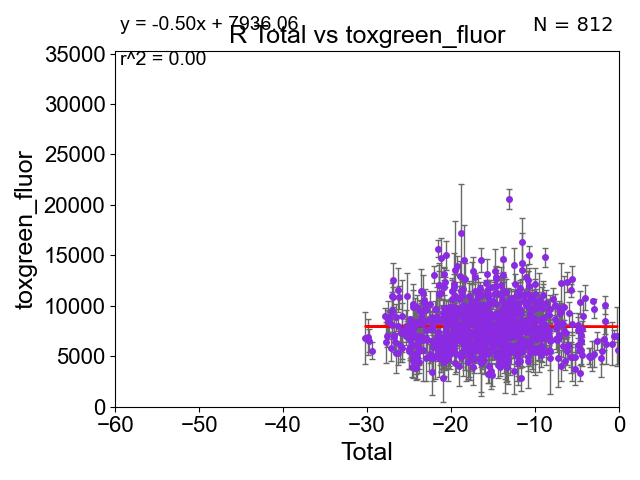 y = -0.50x + 7936.06
N = 812
R Total vs toxgreen_fluor
r^2 = 0.00
toxgreen_fluor
35000
30000
25000
20000
15000
10000
5000
0
−60 −50 −40 −30 −20 −10 0
Total